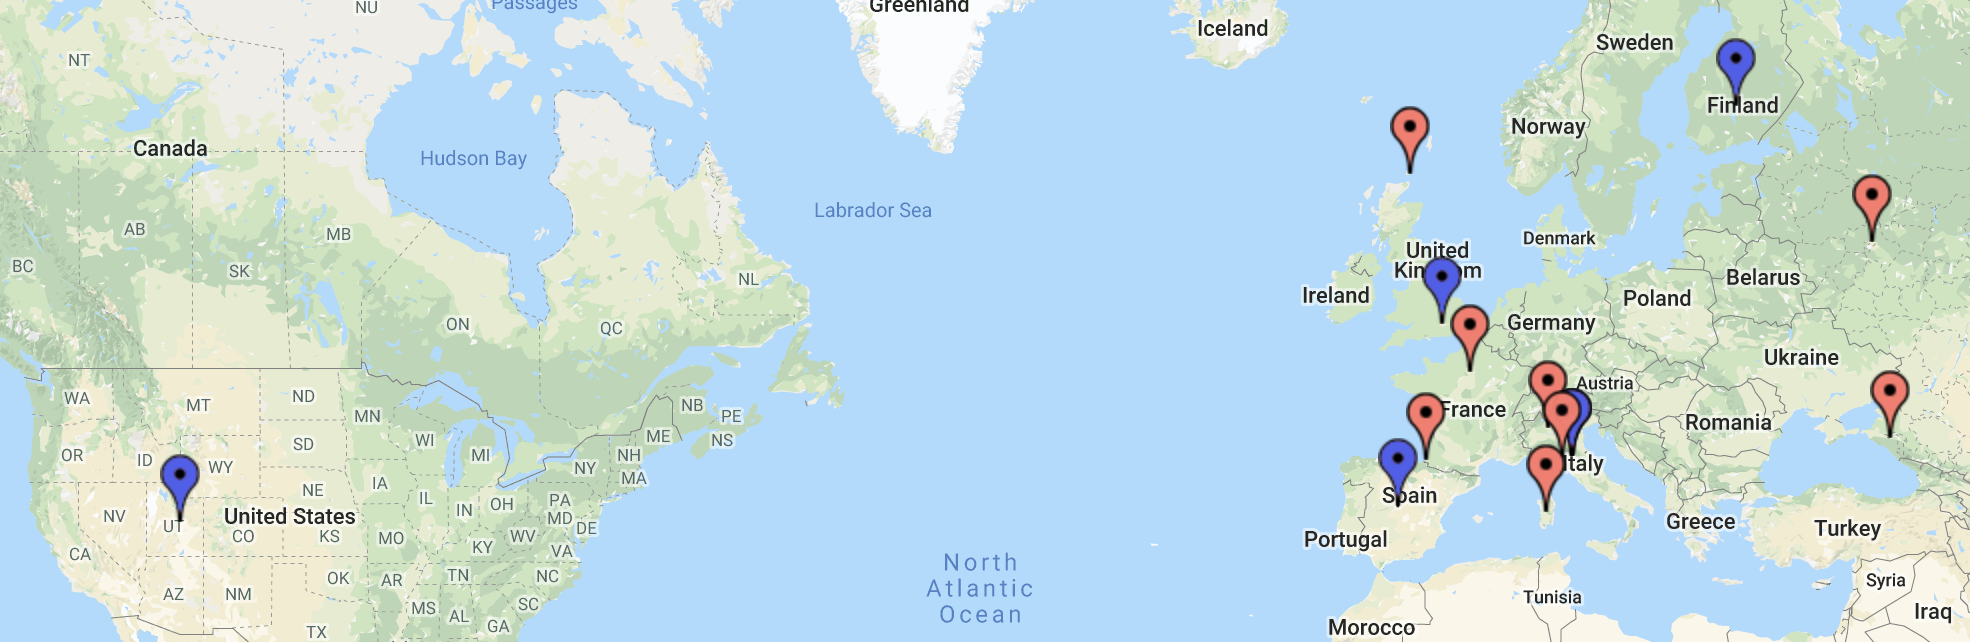 NU
Passages
Greenland
Iceland
Sweden
NT
Finland
Norway
Canada
Hudson Bay
Labrador Sea
AB
MB
Denmark
United
Kingdom
BC
SK
NL
Ireland
Belarus
Poland
ON
QC
Germany
Ukraine
Austria
WA
MT
ND
MN
NB
PE
France
Romania
OR
ID
WY
SD
WI
MI
ME
NS
NH
NY
MA
Italy
NE
IA
IL
IN
OH
PA
Spain
NV
UT
United States
CO
KS
MO
KY
WV
MD
DE
VA
Portugal
Greece
Turkey
CA
North
Atlantic
Ocean
AZ
NM
OK
AR
TN
NC
SC
MS
AL
GA
TX
Tunisia
Syria
Iraq
Morocco